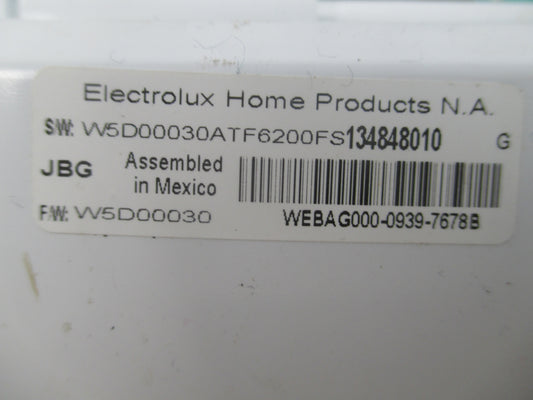 Electrolux Home Products N.A.
SW: W5D00030ATF6200FS134848010 G
JBG Assembled
in Mexico
F/W: W5D00030 WEBAG000-0939-7678B